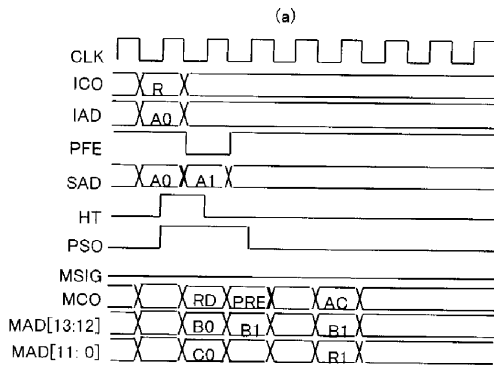 (a)
CLK
ICO R
IAD A0
PFE
SAD A0 A1
HT
PSO
MSIG
MCO RD PRE AC
MAD[13:12] B0 B1 B1
MAD[11: 0] C0 R1